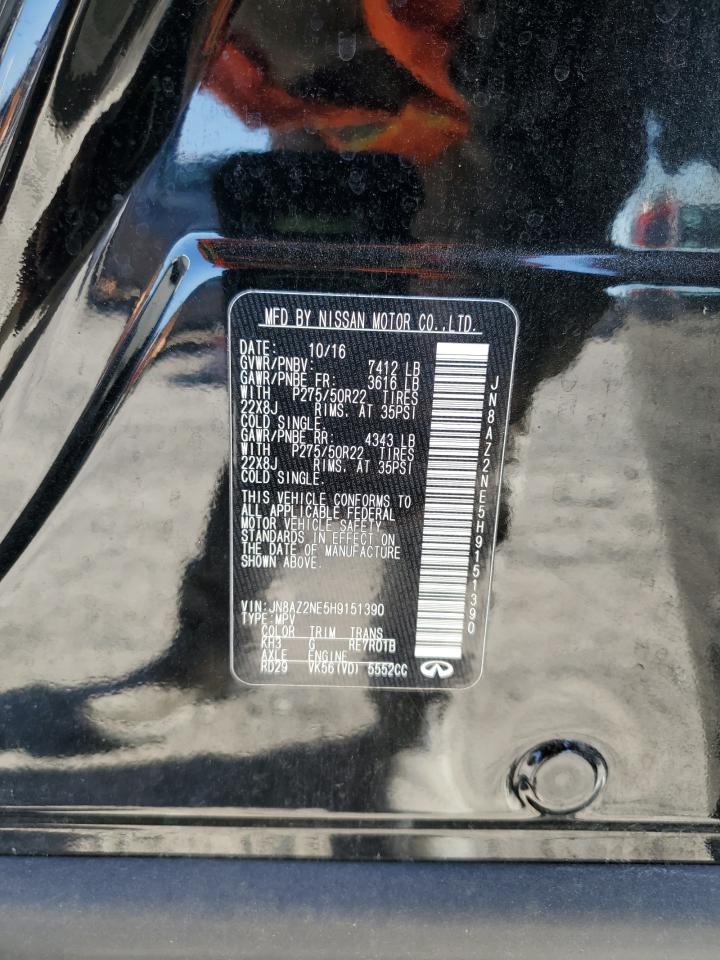 MFD BY NISSAN MOTOR CO.,LTD.
DATE: 10/16
GVWR/PNBV: 7412 LB
GAWR/PNBE FR: 3616 LB
WITH P275/50R22 TIRES
22X8J RIMS. AT 35PSI
COLD SINGLE.
GAWR/PNBE RR: 4343 LB
WITH P275/50R22 TIRES
22X8J RIMS. AT 35PSI
COLD SINGLE.
THIS VEHICLE CONFORMS TO
ALL APPLICABLE FEDERAL
MOTOR VEHICLE SAFETY
STANDARDS IN EFFECT ON
THE DATE OF MANUFACTURE
SHOWN ABOVE.
VIN:JN8AZ2NE5H9151390
TYPE:MPV
COLOR TRIM TRANS
KH3 G RE7R01B
AXLE ENGINE
RD29 VK56(VD) 5552CC
JN8AZ2NE5H9151390